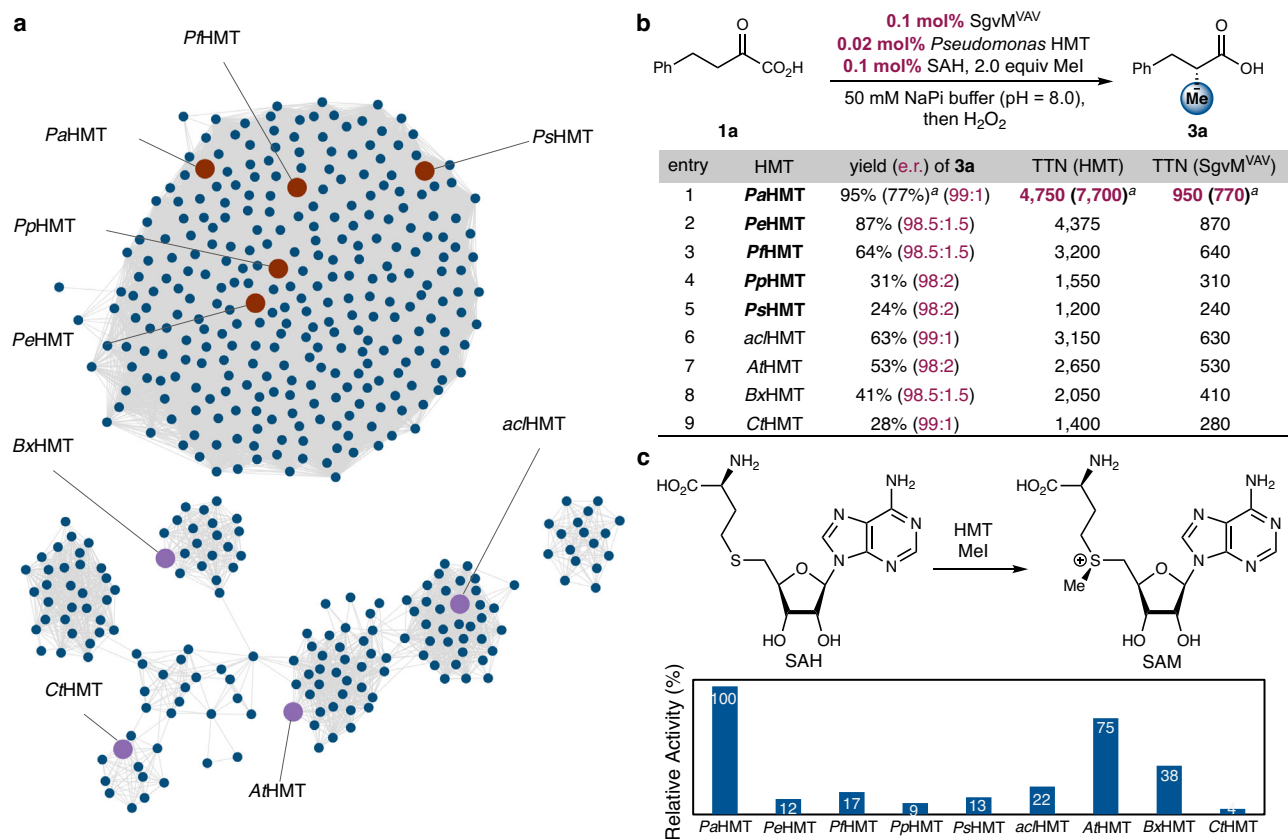 a
PfHMT
PaHMT
PsHMT
PpHMT
PeHMT
aclHMT
BxHMT
CtHMT
AtHMT
b
Ph
O
CO₂H
1a
0.1 mol% SgvMⱽᴬⱽ
0.02 mol% Pseudomonas HMT
0.1 mol% SAH, 2.0 equiv MeI
50 mM NaPi buffer (pH = 8.0),
then H₂O₂
Ph
O
OH
Me
3a
entry HMT yield (e.r.) of 3a TTN (HMT) TTN (SgvMⱽᴬⱽ)
1 PaHMT 95% (77%)ᵃ (99:1) 4,750 (7,700)ᵃ 950 (770)ᵃ
2 PeHMT 87% (98.5:1.5) 4,375 870
3 PfHMT 64% (98.5:1.5) 3,200 640
4 PpHMT 31% (98:2) 1,550 310
5 PsHMT 24% (98:2) 1,200 240
6 aclHMT 63% (99:1) 3,150 630
7 AtHMT 53% (98:2) 2,650 530
8 BxHMT 41% (98.5:1.5) 2,050 410
9 CtHMT 28% (99:1) 1,400 280
c
NH₂
HO₂C
S
O
N
N
N
N
NH₂
HO OH
SAH
HMT
MeI
NH₂
HO₂C
S
+
Me
O
N
N
N
N
NH₂
HO OH
SAM
Relative Activity (%)
100
12
17
9
13
22
75
38
4
PaHMT PeHMT PfHMT PpHMT PsHMT aclHMT AtHMT BxHMT CtHMT